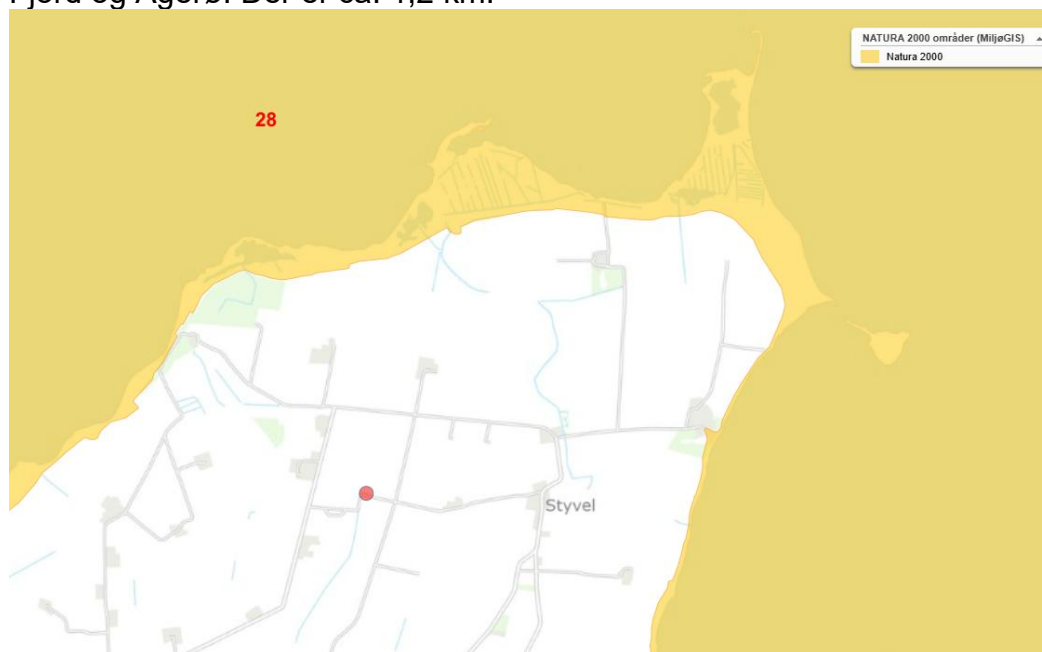 Fjord og Agerø. Der er ca. 1,2 km.
NATURA 2000 områder (MiljøGIS)
Natura 2000
28
Styvel